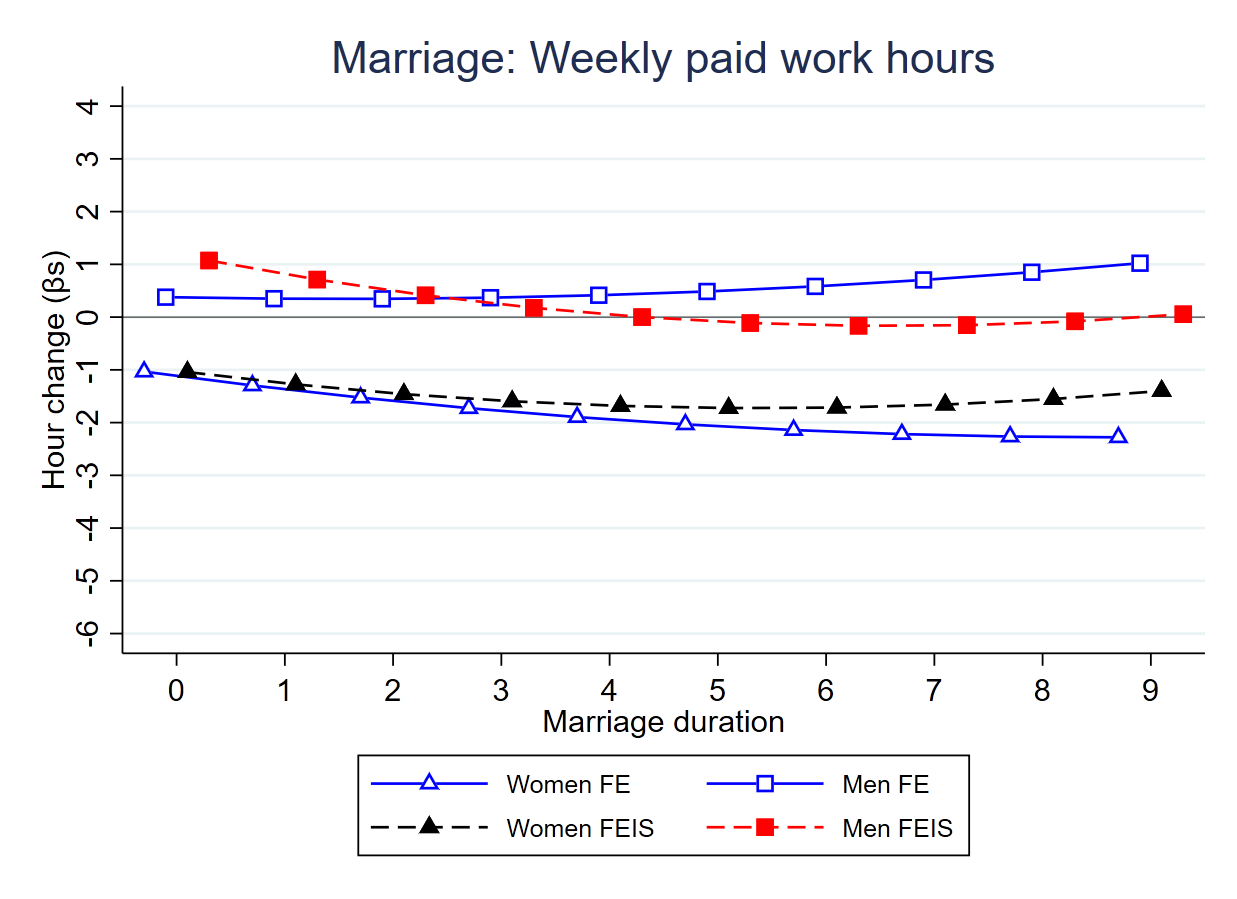 Marriage: Weekly paid work hours
Hour change (βs)
4
3
2
1
0
-1
-2
-3
-4
-5
-6
0 1 2 3 4 5 6 7 8 9
Marriage duration
Women FE Men FE
Women FEIS Men FEIS